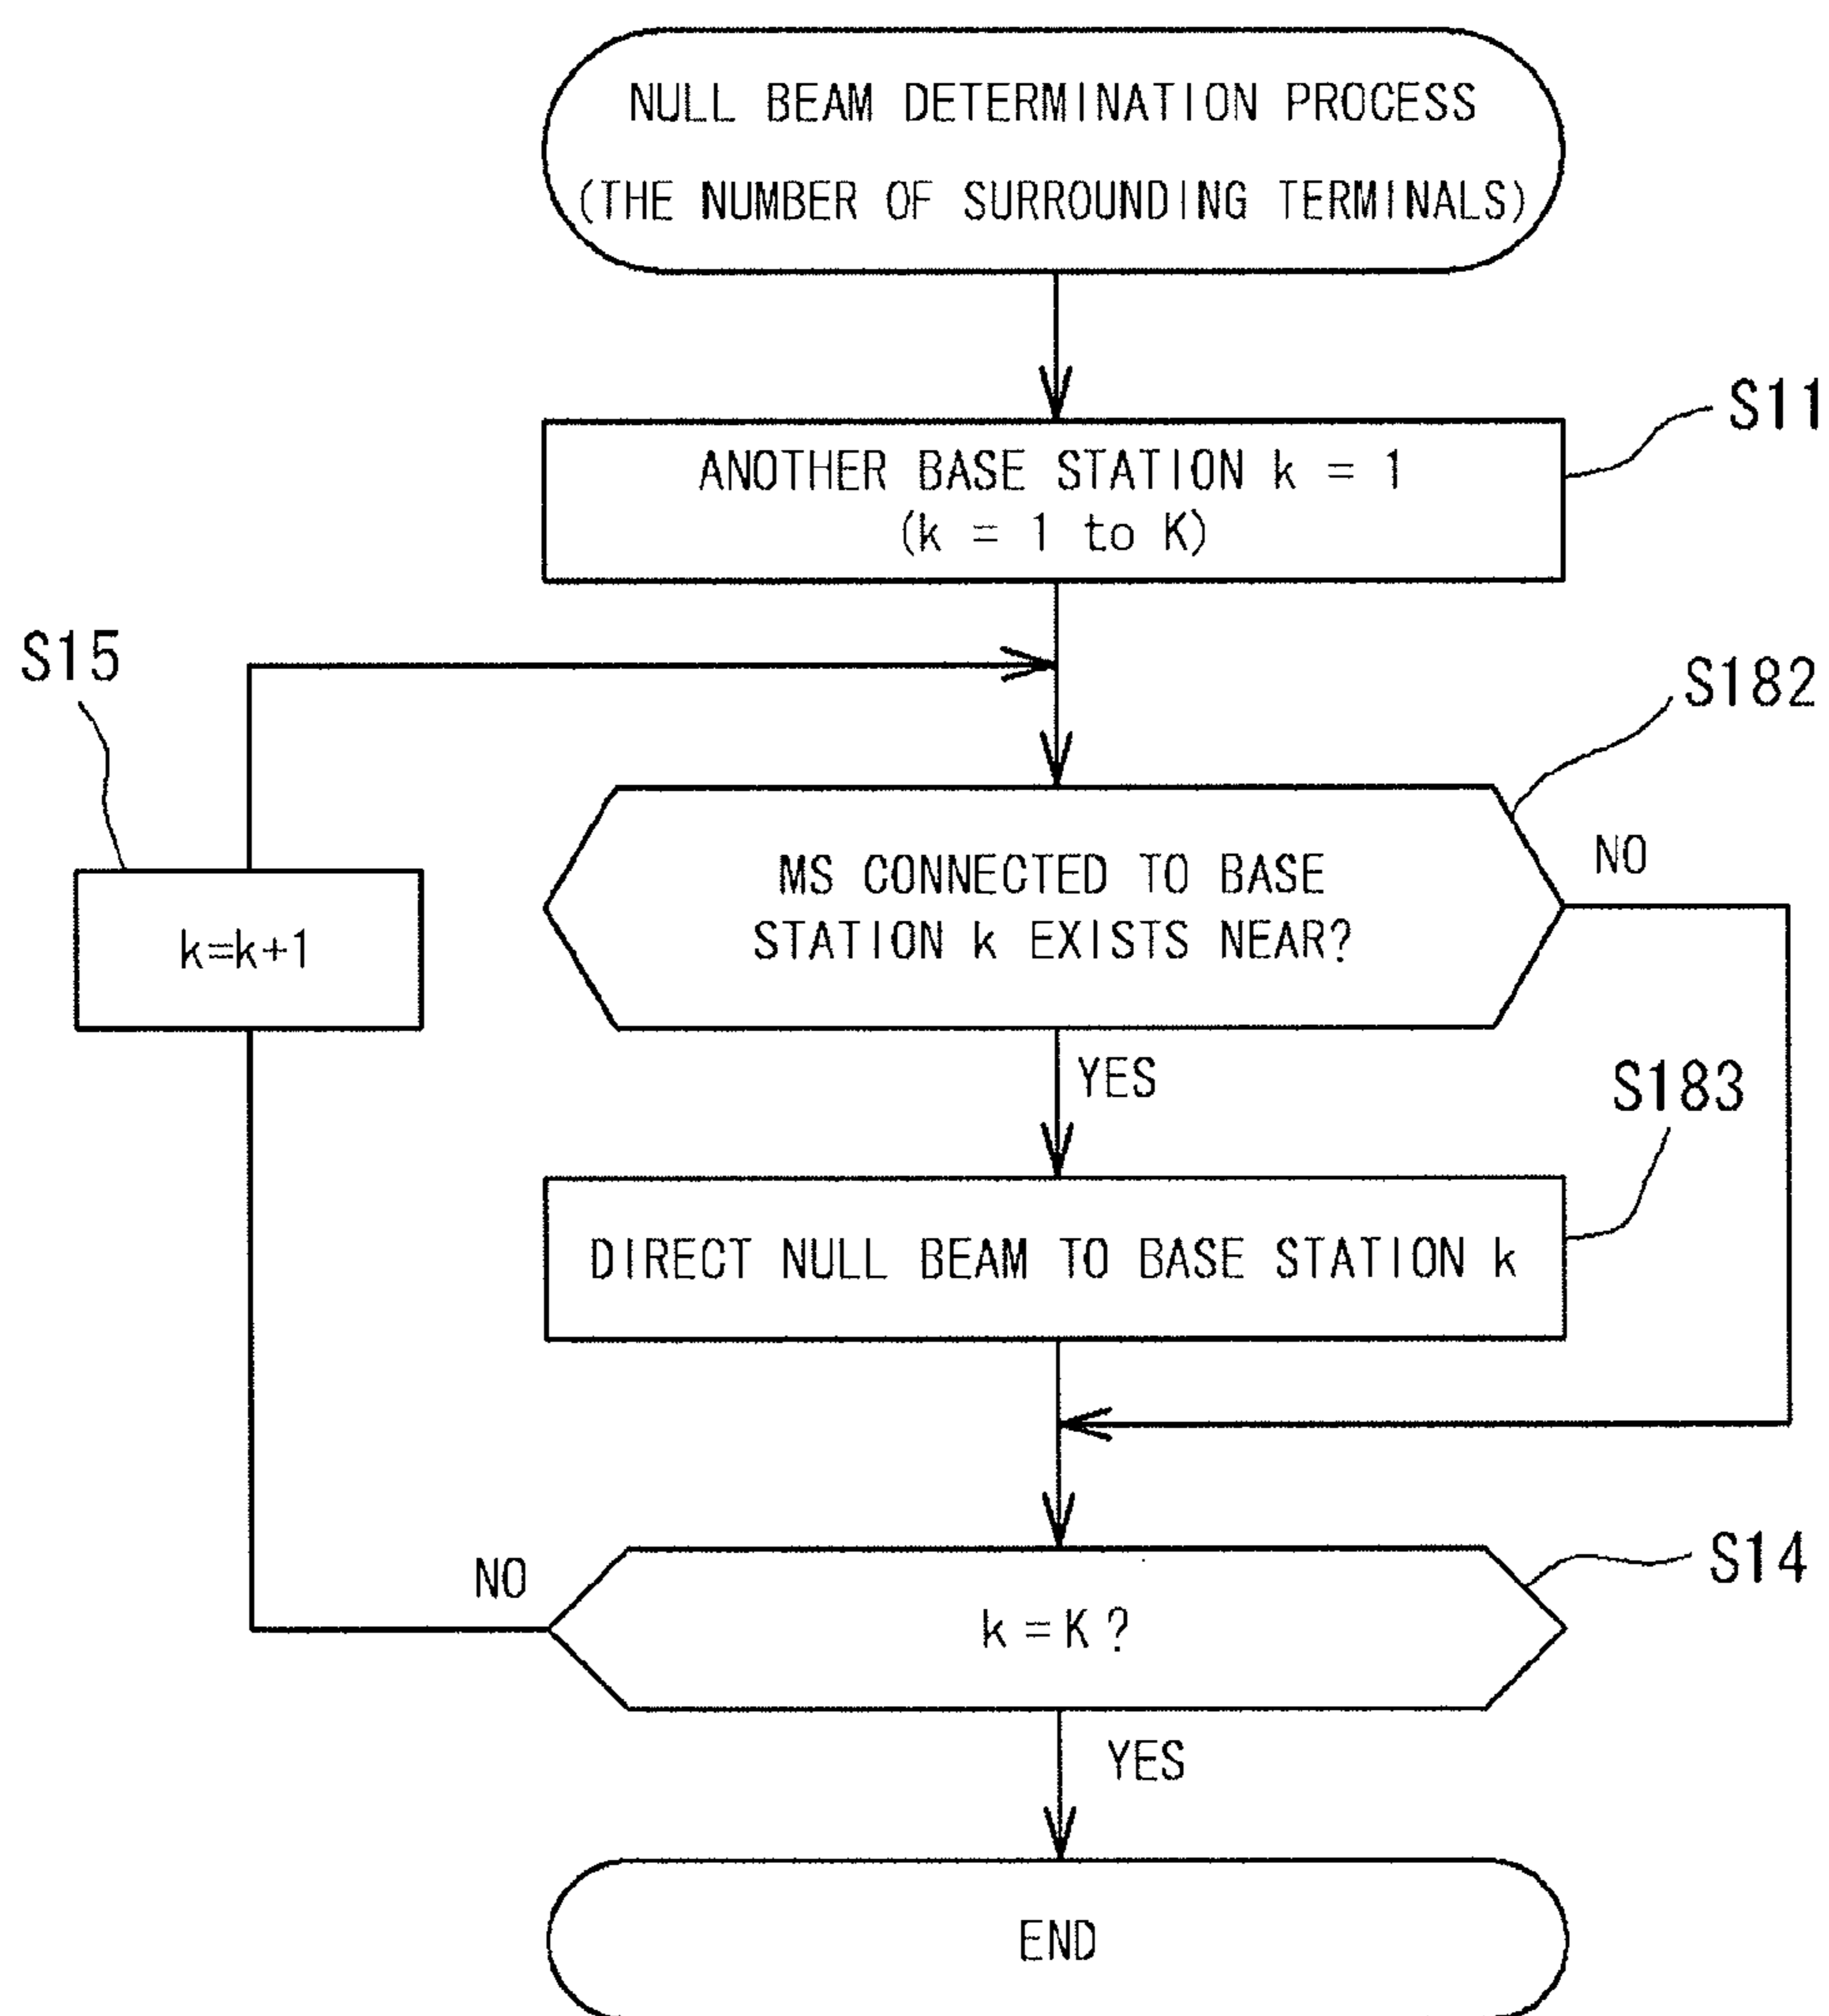 NULL BEAM DETERMINATION PROCESS
(THE NUMBER OF SURROUNDING TERMINALS)
S11
ANOTHER BASE STATION k = 1
(k = 1 to K)
S15
S182
MS CONNECTED TO BASE
STATION k EXISTS NEAR?
NO
k=k+1
YES
S183
DIRECT NULL BEAM TO BASE STATION k
S14
NO
k=K?
YES
END